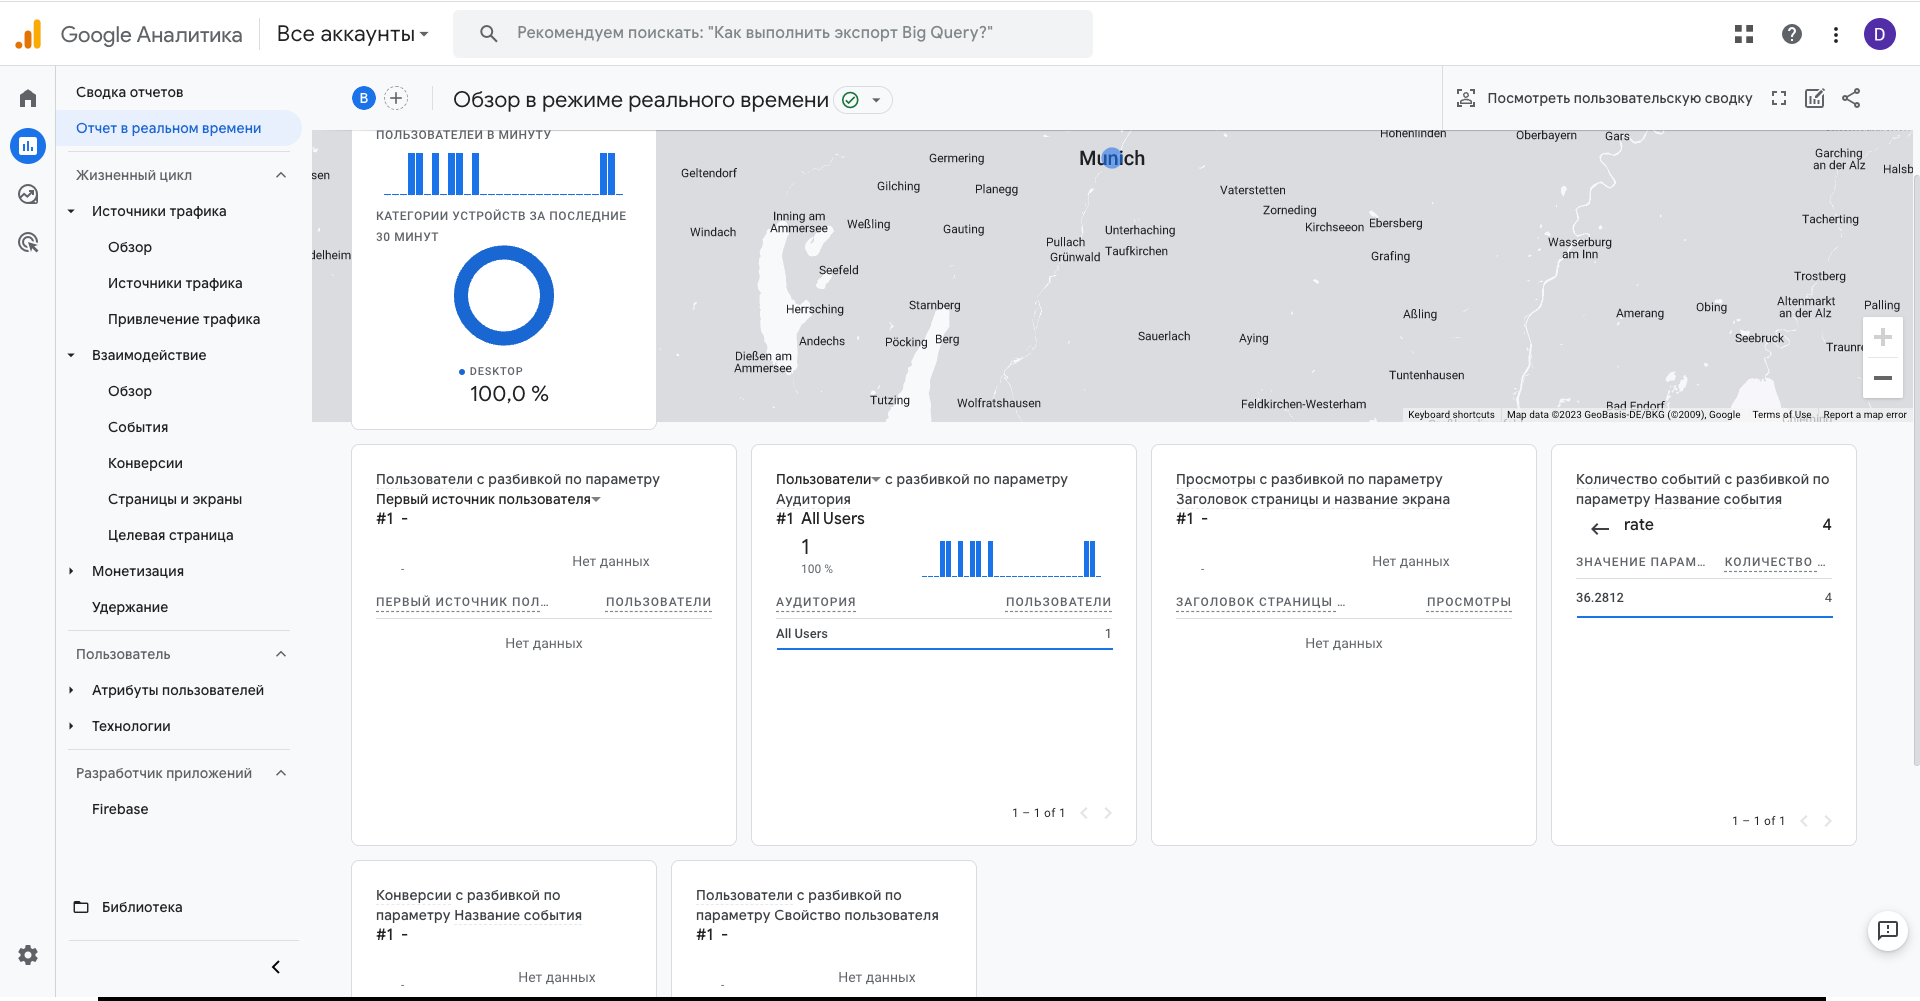 Google Аналитика
Все аккаунты
Рекомендуем поискать: "Как выполнить экспорт Big Query?"
D
Сводка отчетов
Отчет в реальном времени
Жизненный цикл
Источники трафика
Обзор
Источники трафика
Привлечение трафика
Взаимодействие
Обзор
События
Конверсии
Страницы и экраны
Целевая страница
Монетизация
Удержание
Пользователь
Атрибуты пользователей
Технологии
Разработчик приложений
Firebase
Библиотека
B
Обзор в режиме реального времени
Посмотреть пользовательскую сводку
ПОЛЬЗОВАТЕЛЕЙ В МИНУТУ
КАТЕГОРИИ УСТРОЙСТВ ЗА ПОСЛЕДНИЕ
30 МИНУТ
DESKTOP
100,0 %
sen
delheim
Geltendorf
Windach
Germering
Gilching
Planegg
Inning am
Ammersee
Weßling
Gauting
Seefeld
Herrsching
Starnberg
Andechs
Pöcking
Berg
Dießen am
Ammersee
Tutzing
Wolfratshausen
Munich
Unterhaching
Pullach
Grünwald
Taufkirchen
Sauerlach
Aying
Vaterstetten
Zorneding
Kirchseeon
Ebersberg
Grafing
Aßling
Tuntenhausen
Feldkirchen-Westerham
Hohenlinden
Oberbayern
Gars
Garching
an der Alz
Halsb
Tacherting
Wasserburg
am Inn
Trostberg
Altenmarkt
an der Alz
Palling
Obing
Amerang
Seebruck
Traunre
Bad Endorf
Keyboard shortcuts
Map data ©2023 GeoBasis-DE/BKG (©2009), Google
Terms of Use
Report a map error
Пользователи с разбивкой по параметру
Первый источник пользователя
#1 -
-
Нет данных
ПЕРВЫЙ ИСТОЧНИК ПОЛ… ПОЛЬЗОВАТЕЛИ
Нет данных
Пользователи с разбивкой по параметру
Аудитория
#1 All Users
1
100 %
АУДИТОРИЯ ПОЛЬЗОВАТЕЛИ
All Users 1
1 – 1 of 1
Просмотры с разбивкой по параметру
Заголовок страницы и название экрана
#1 -
-
Нет данных
ЗАГОЛОВОК СТРАНИЦЫ … ПРОСМОТРЫ
Нет данных
Количество событий с разбивкой по
параметру Название события
rate 4
ЗНАЧЕНИЕ ПАРАМ… КОЛИЧЕСТВО …
36.2812 4
1 – 1 of 1
Конверсии с разбивкой по
параметру Название события
#1 -
-
Нет данных
Пользователи с разбивкой по
параметру Свойство пользователя
#1 -
-
Нет данных